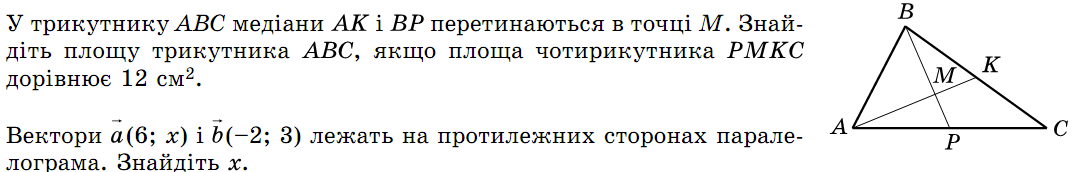 У трикутнику ABC медіани AK і BP перетинаються в точці M. Знай-
діть площу трикутника ABC, якщо площа чотирикутника PMKC
дорівнює 12 см².
Вектори a⃗(6; x) і b⃗(−2; 3) лежать на протилежних сторонах парале-
лограма. Знайдіть x.
B
K
M
A
P
C